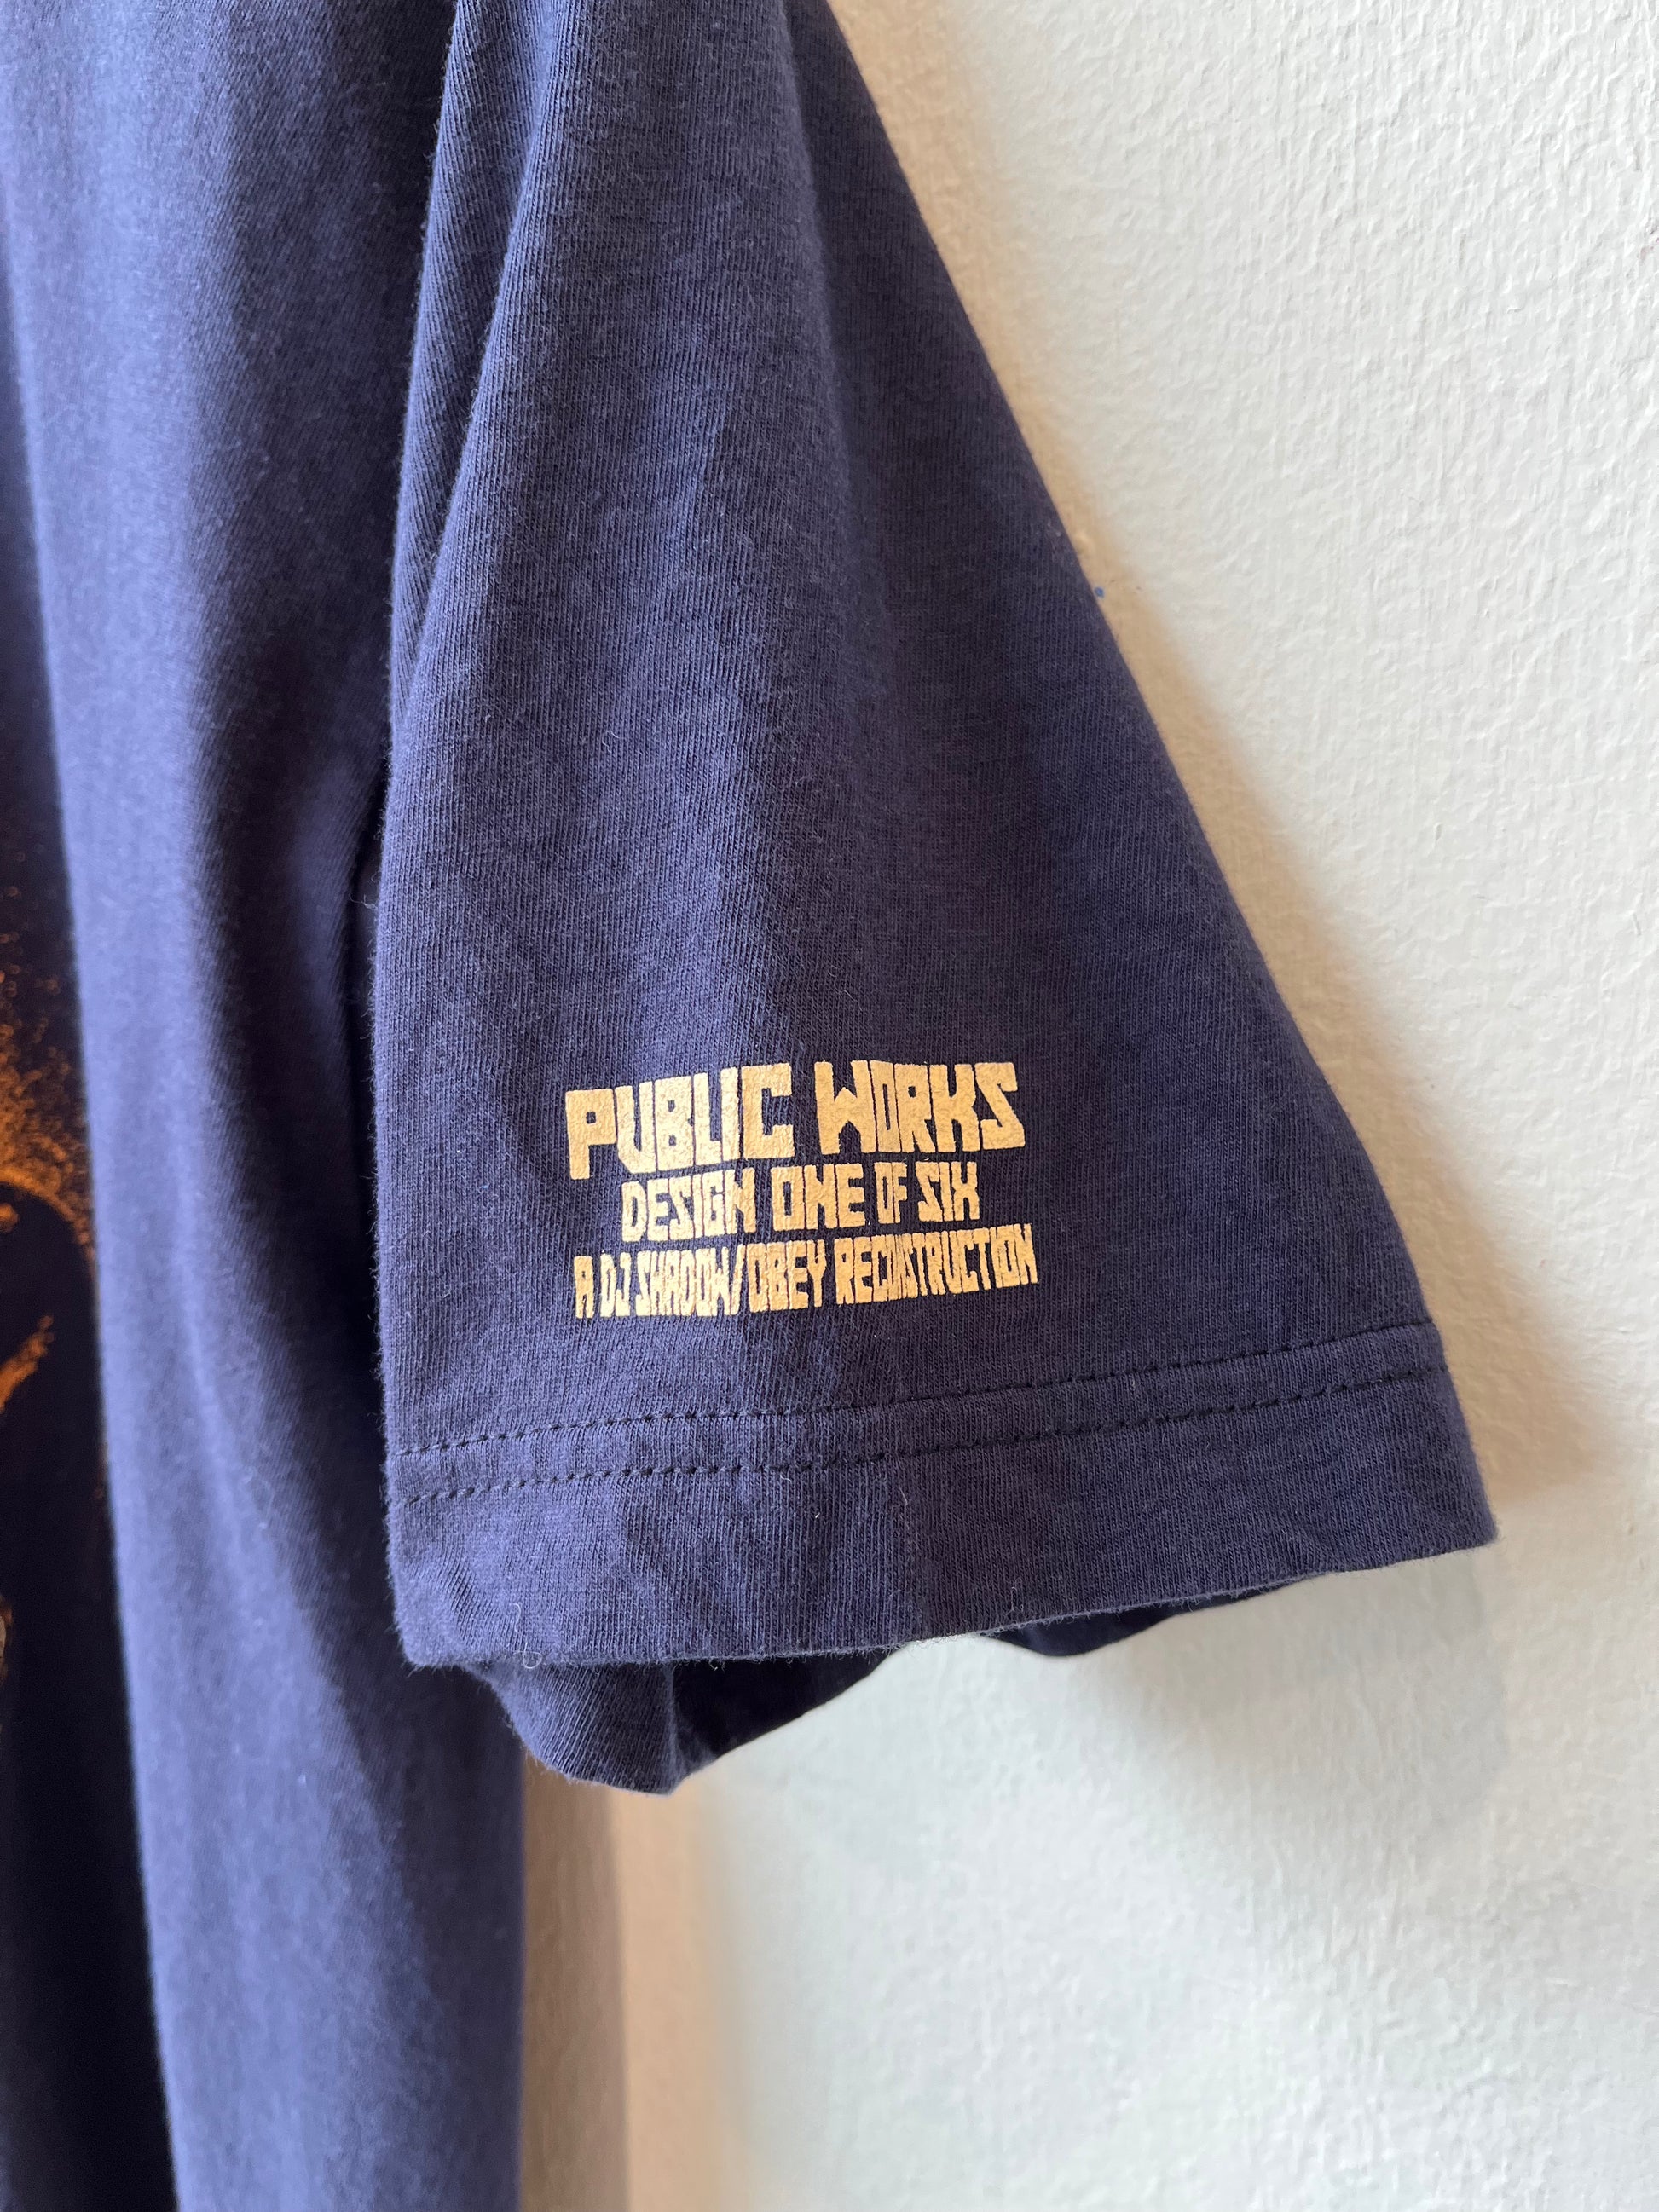 PUBLIC WORKS
DESIGN ONE OF SIX
A DJ SHADOW/OBEY RECONSTRUCTION